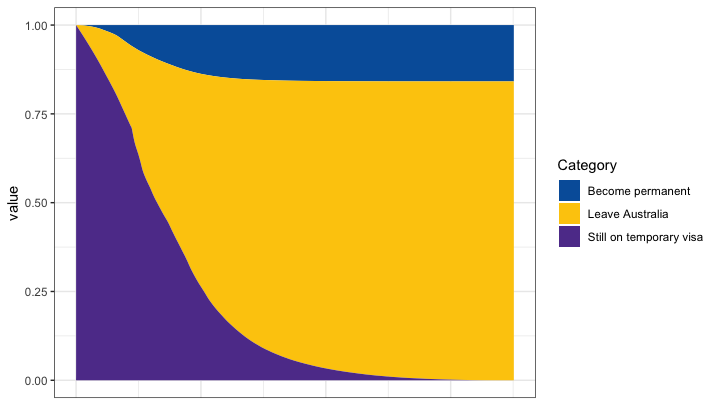 1.00
0.75
0.50
0.25
0.00
value
Category
Become permanent
Leave Australia
Still on temporary visa